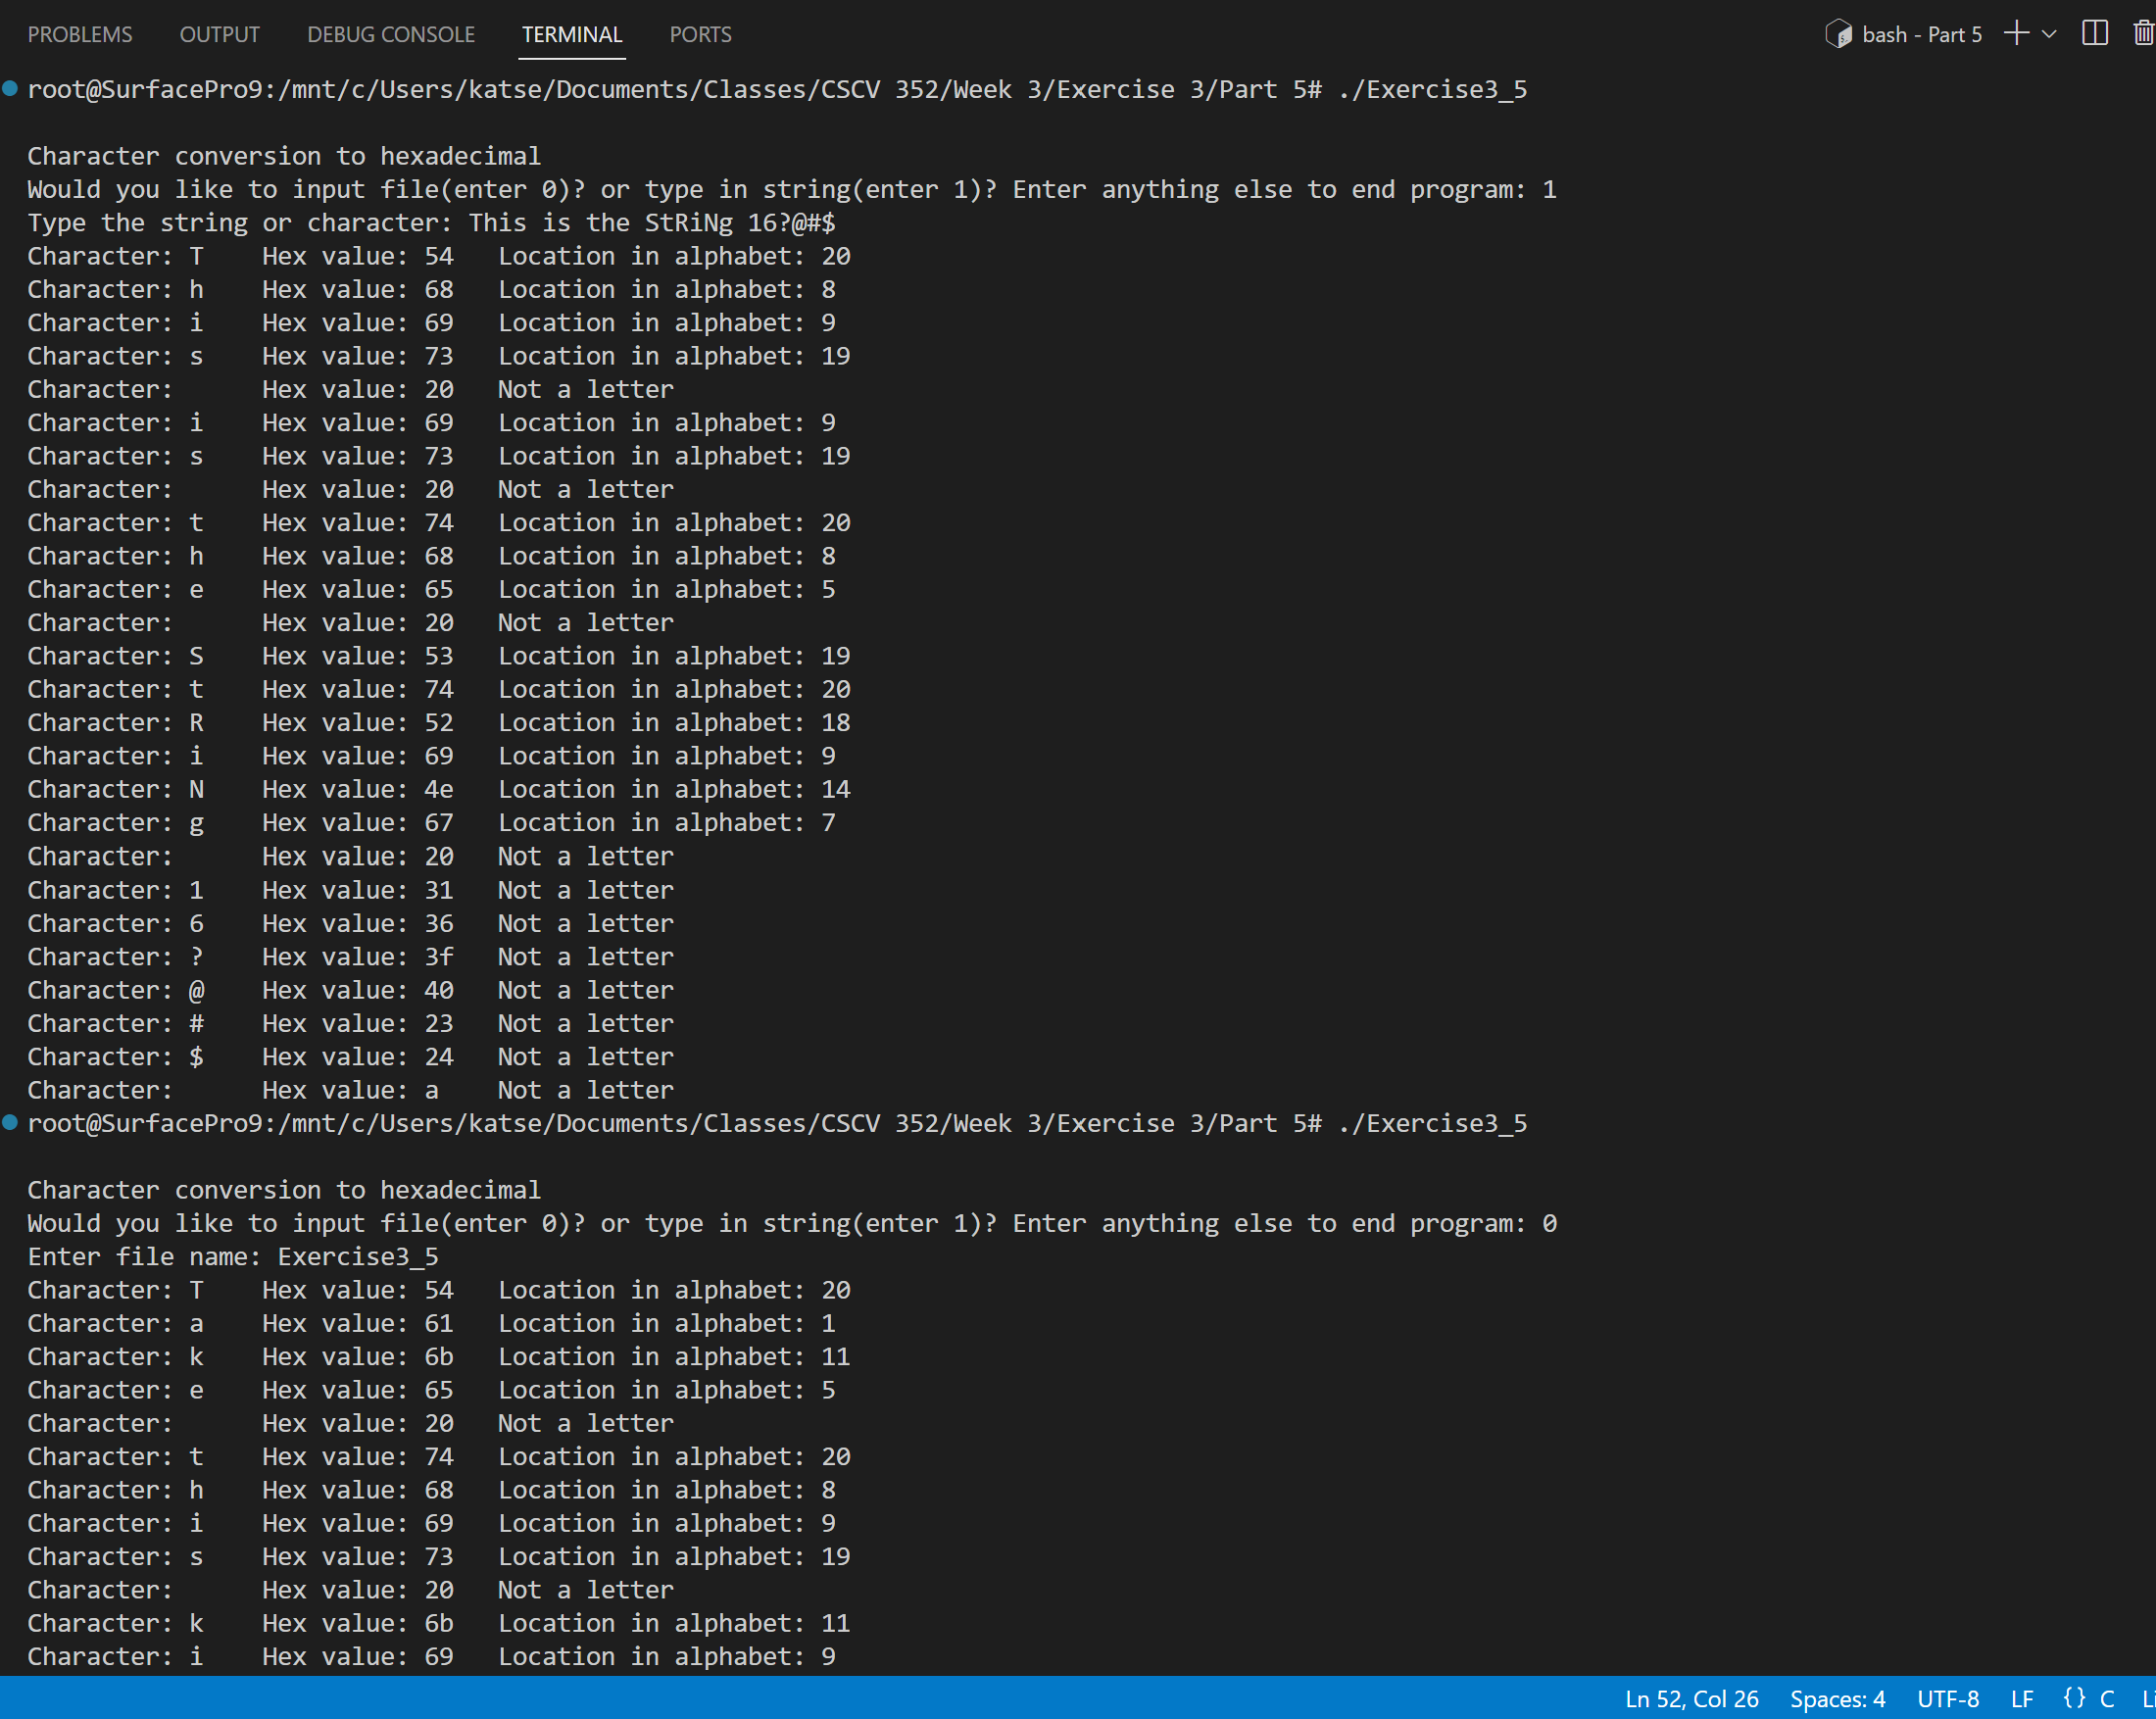 PROBLEMS OUTPUT DEBUG CONSOLE TERMINAL PORTS bash - Part 5
root@SurfacePro9:/mnt/c/Users/katse/Documents/Classes/CSCV 352/Week 3/Exercise 3/Part 5# ./Exercise3_5
Character conversion to hexadecimal
Would you like to input file(enter 0)? or type in string(enter 1)? Enter anything else to end program: 1
Type the string or character: This is the StRiNg 16?@#$
Character: T    Hex value: 54   Location in alphabet: 20
Character: h    Hex value: 68   Location in alphabet: 8
Character: i    Hex value: 69   Location in alphabet: 9
Character: s    Hex value: 73   Location in alphabet: 19
Character:      Hex value: 20   Not a letter
Character: i    Hex value: 69   Location in alphabet: 9
Character: s    Hex value: 73   Location in alphabet: 19
Character:      Hex value: 20   Not a letter
Character: t    Hex value: 74   Location in alphabet: 20
Character: h    Hex value: 68   Location in alphabet: 8
Character: e    Hex value: 65   Location in alphabet: 5
Character:      Hex value: 20   Not a letter
Character: S    Hex value: 53   Location in alphabet: 19
Character: t    Hex value: 74   Location in alphabet: 20
Character: R    Hex value: 52   Location in alphabet: 18
Character: i    Hex value: 69   Location in alphabet: 9
Character: N    Hex value: 4e   Location in alphabet: 14
Character: g    Hex value: 67   Location in alphabet: 7
Character:      Hex value: 20   Not a letter
Character: 1    Hex value: 31   Not a letter
Character: 6    Hex value: 36   Not a letter
Character: ?    Hex value: 3f   Not a letter
Character: @    Hex value: 40   Not a letter
Character: #    Hex value: 23   Not a letter
Character: $    Hex value: 24   Not a letter
Character:      Hex value: a    Not a letter
root@SurfacePro9:/mnt/c/Users/katse/Documents/Classes/CSCV 352/Week 3/Exercise 3/Part 5# ./Exercise3_5
Character conversion to hexadecimal
Would you like to input file(enter 0)? or type in string(enter 1)? Enter anything else to end program: 0
Enter file name: Exercise3_5
Character: T    Hex value: 54   Location in alphabet: 20
Character: a    Hex value: 61   Location in alphabet: 1
Character: k    Hex value: 6b   Location in alphabet: 11
Character: e    Hex value: 65   Location in alphabet: 5
Character:      Hex value: 20   Not a letter
Character: t    Hex value: 74   Location in alphabet: 20
Character: h    Hex value: 68   Location in alphabet: 8
Character: i    Hex value: 69   Location in alphabet: 9
Character: s    Hex value: 73   Location in alphabet: 19
Character:      Hex value: 20   Not a letter
Character: k    Hex value: 6b   Location in alphabet: 11
Character: i    Hex value: 69   Location in alphabet: 9
Ln 52, Col 26 Spaces: 4 UTF-8 LF {} C